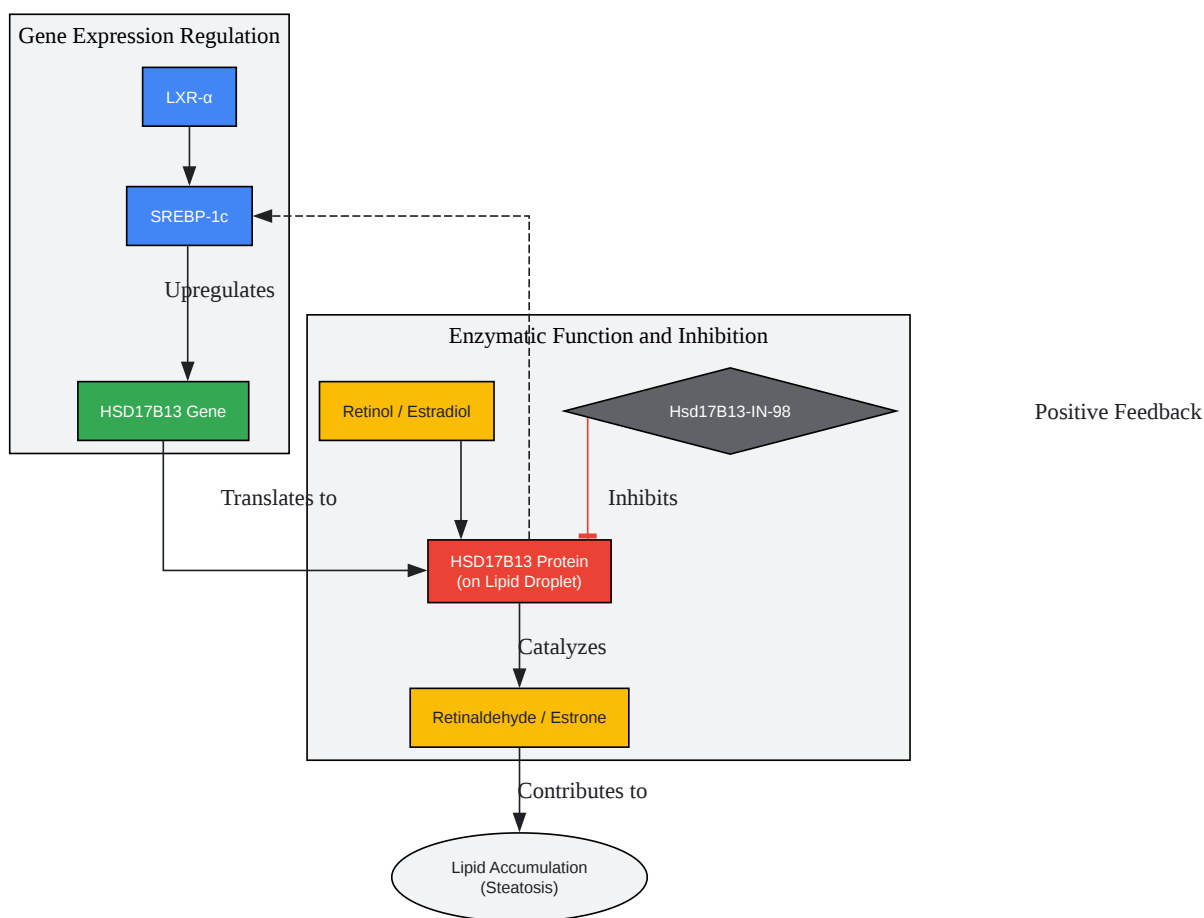 Gene Expression Regulation
LXR-α
SREBP-1c
Upregulates
HSD17B13 Gene
Translates to
Enzymatic Function and Inhibition
Retinol / Estradiol
Hsd17B13-IN-98
Positive Feedback
Inhibits
HSD17B13 Protein
(on Lipid Droplet)
Catalyzes
Retinaldehyde / Estrone
Contributes to
Lipid Accumulation
(Steatosis)